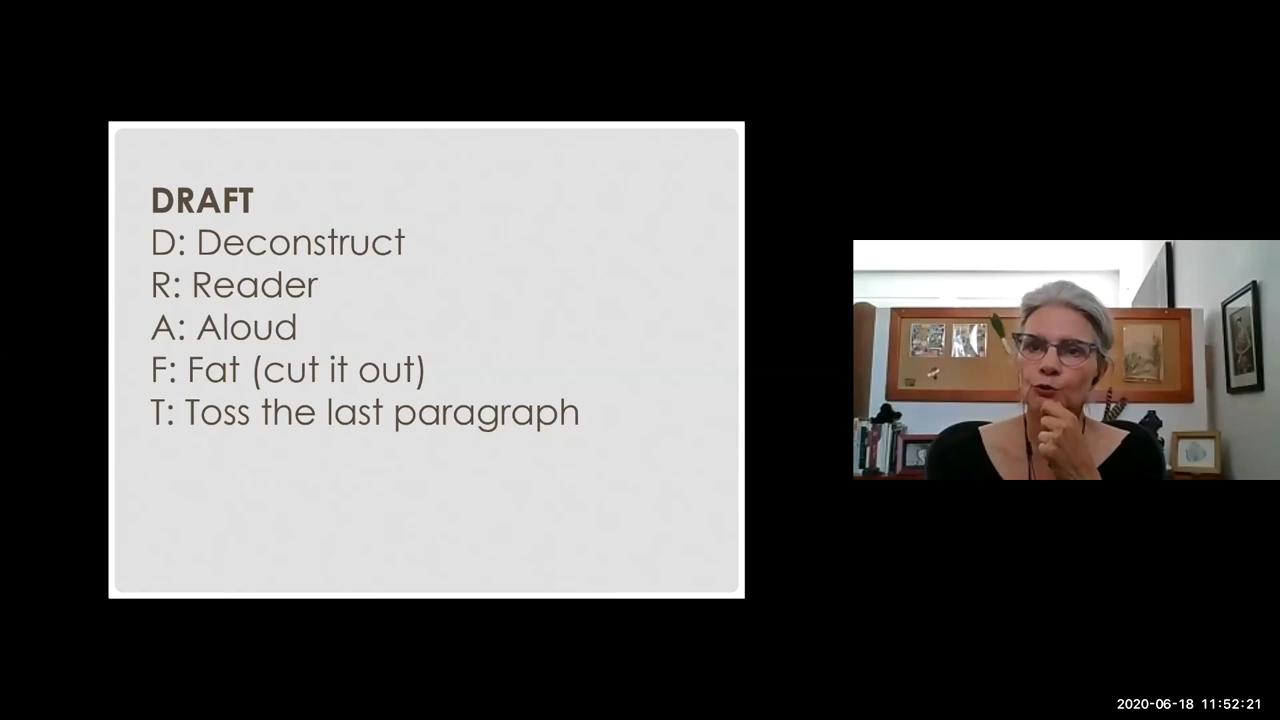 DRAFT
D: Deconstruct
R: Reader
A: Aloud
F: Fat (cut it out)
T: Toss the last paragraph
2020-06-18 11:52:21